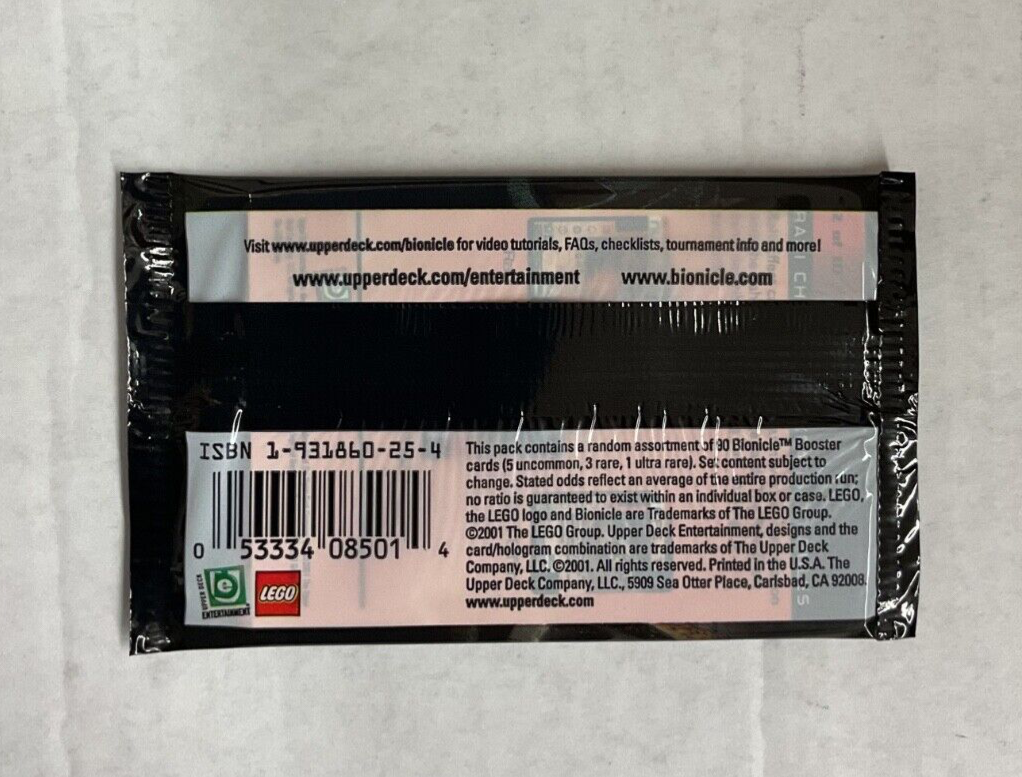 Visit www.upperdeck.com/bionicle for video tutorials, FAQs, checklists, tournament info and more!
www.upperdeck.com/entertainment www.bionicle.com
ISBN 1-931860-25-4
0 53334 08501 4
UPPER DECK
e
ENTERTAINMENT
LEGO
This pack contains a random assortment of 90 Bionicle™ Booster
cards (5 uncommon, 3 rare, 1 ultra rare). Set content subject to
change. Stated odds reflect an average of the entire production run;
no ratio is guaranteed to exist within an individual box or case. LEGO,
the LEGO logo and Bionicle are Trademarks of The LEGO Group.
©2001 The LEGO Group. Upper Deck Entertainment, designs and the
card/hologram combination are trademarks of The Upper Deck
Company, LLC. ©2001. All rights reserved. Printed in the U.S.A. The
Upper Deck Company, LLC., 5909 Sea Otter Place, Carlsbad, CA 92008.
www.upperdeck.com